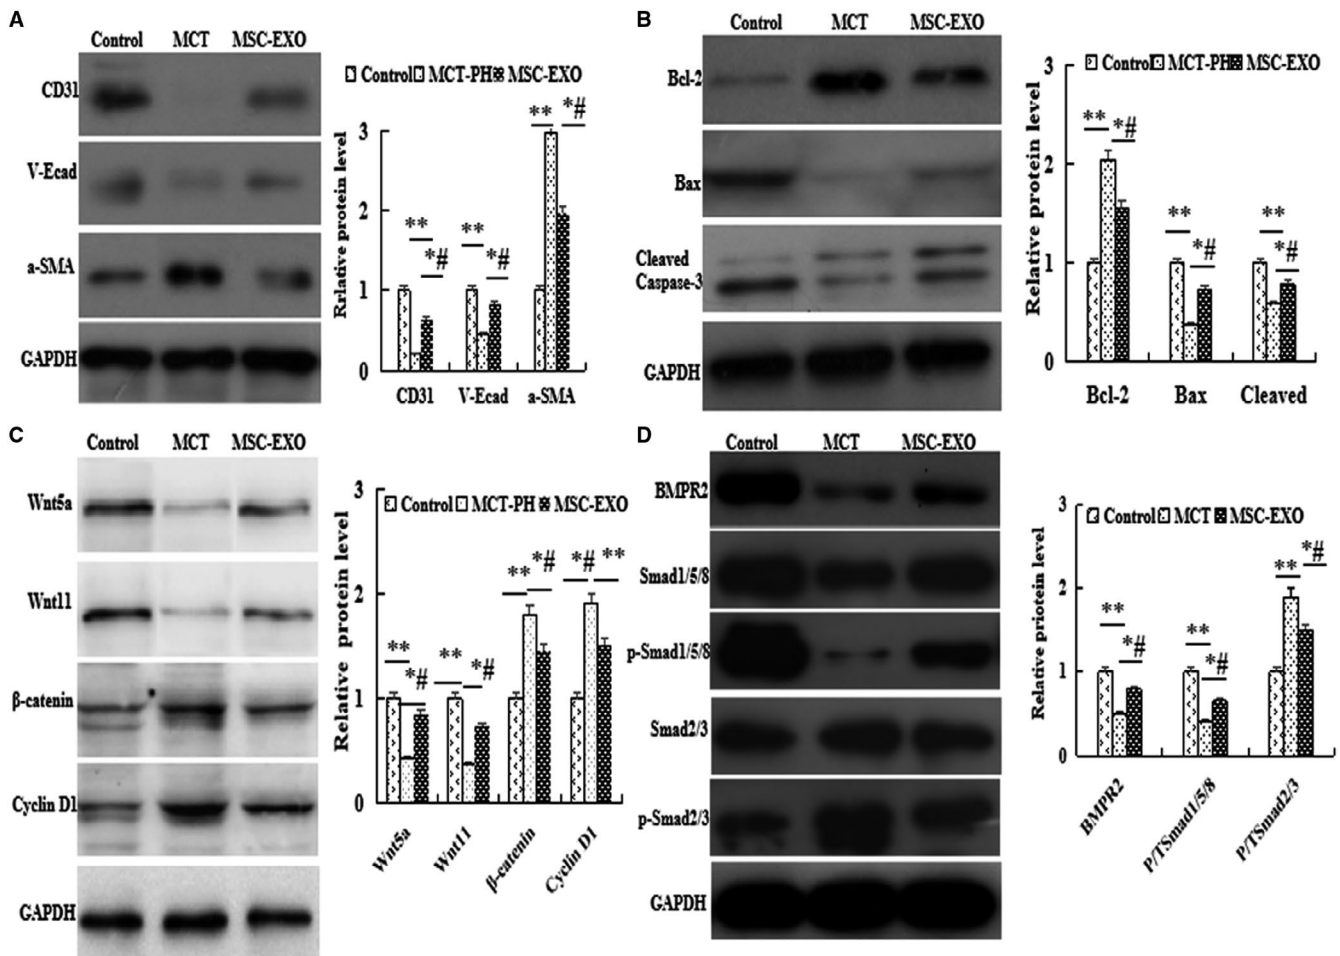 A
Control MCT MSC-EXO
CD31
V-Ecad
a-SMA
GAPDH
Control MCT-PH MSC-EXO
Rrlative protein level
3
2
1
0
** *#
** *#
** *#
CD31 V-Ecad a-SMA
B
Control MCT MSC-EXO
Bcl-2
Bax
Cleaved
Caspase-3
GAPDH
Control MCT-PH MSC-EXO
Relative protein level
3
2
1
0
** *#
** *#
** *#
Bcl-2 Bax Cleaved
C
Control MCT MSC-EXO
Wnt5a
Wnt11
β-catenin
Cyclin D1
GAPDH
Control MCT-PH MSC-EXO
Relative protein level
3
2
1
0
** *#
** *#
** *#
*# **
Wnt5a Wnt11 β-catenin Cyclin D1
D
Control MCT MSC-EXO
BMPR2
Smad1/5/8
p-Smad1/5/8
Smad2/3
p-Smad2/3
GAPDH
Control MCT MSC-EXO
Relative priotein level
3
2
1
0
** *#
** *#
** *#
BMPR2 P/TSmad1/5/8 P/TSmad2/3